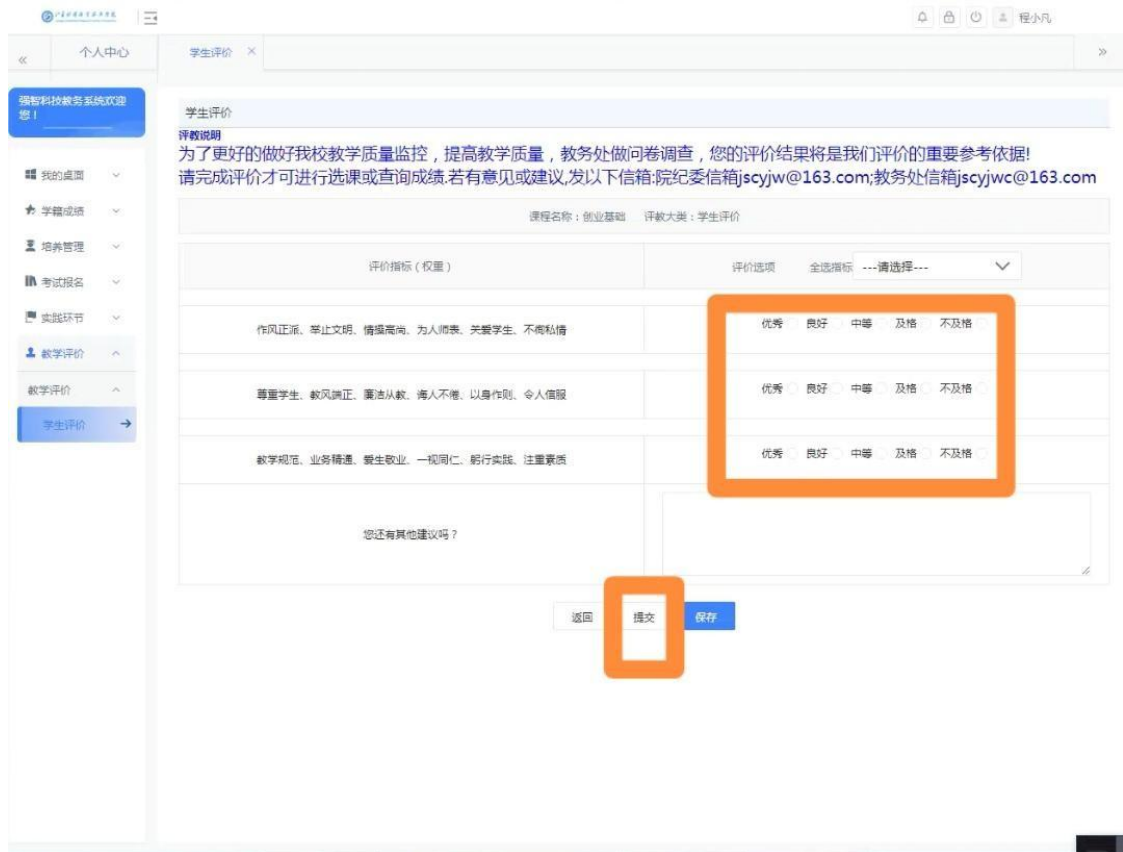 程小凡
个人中心
学生评价
强智科技教务系统欢迎
您！
学生评价
评教说明
为了更好的做好我校教学质量监控，提高教学质量，教务处做问卷调查，您的评价结果将是我们评价的重要参考依据!
请完成评价才可进行选课或查询成绩.若有意见或建议,发以下信箱:院纪委信箱jscyjw@163.com;教务处信箱jscyjwc@163.com
我的桌面
学籍成绩
培养管理
考试报名
实践环节
教学评价
教学评价
学生评价
课程名称：创业基础 评教大类：学生评价
评价指标（权重） 评价选项 全选指标 ---请选择---
作风正派、举止文明、情操高尚、为人师表、关爱学生、不徇私情 优秀 良好 中等 及格 不及格
尊重学生、教风端正、廉洁从教、诲人不倦、以身作则、令人信服 优秀 良好 中等 及格 不及格
教学规范、业务精通、爱生敬业、一视同仁、躬行实践、注重素质 优秀 良好 中等 及格 不及格
您还有其他建议吗？
返回 提交 保存